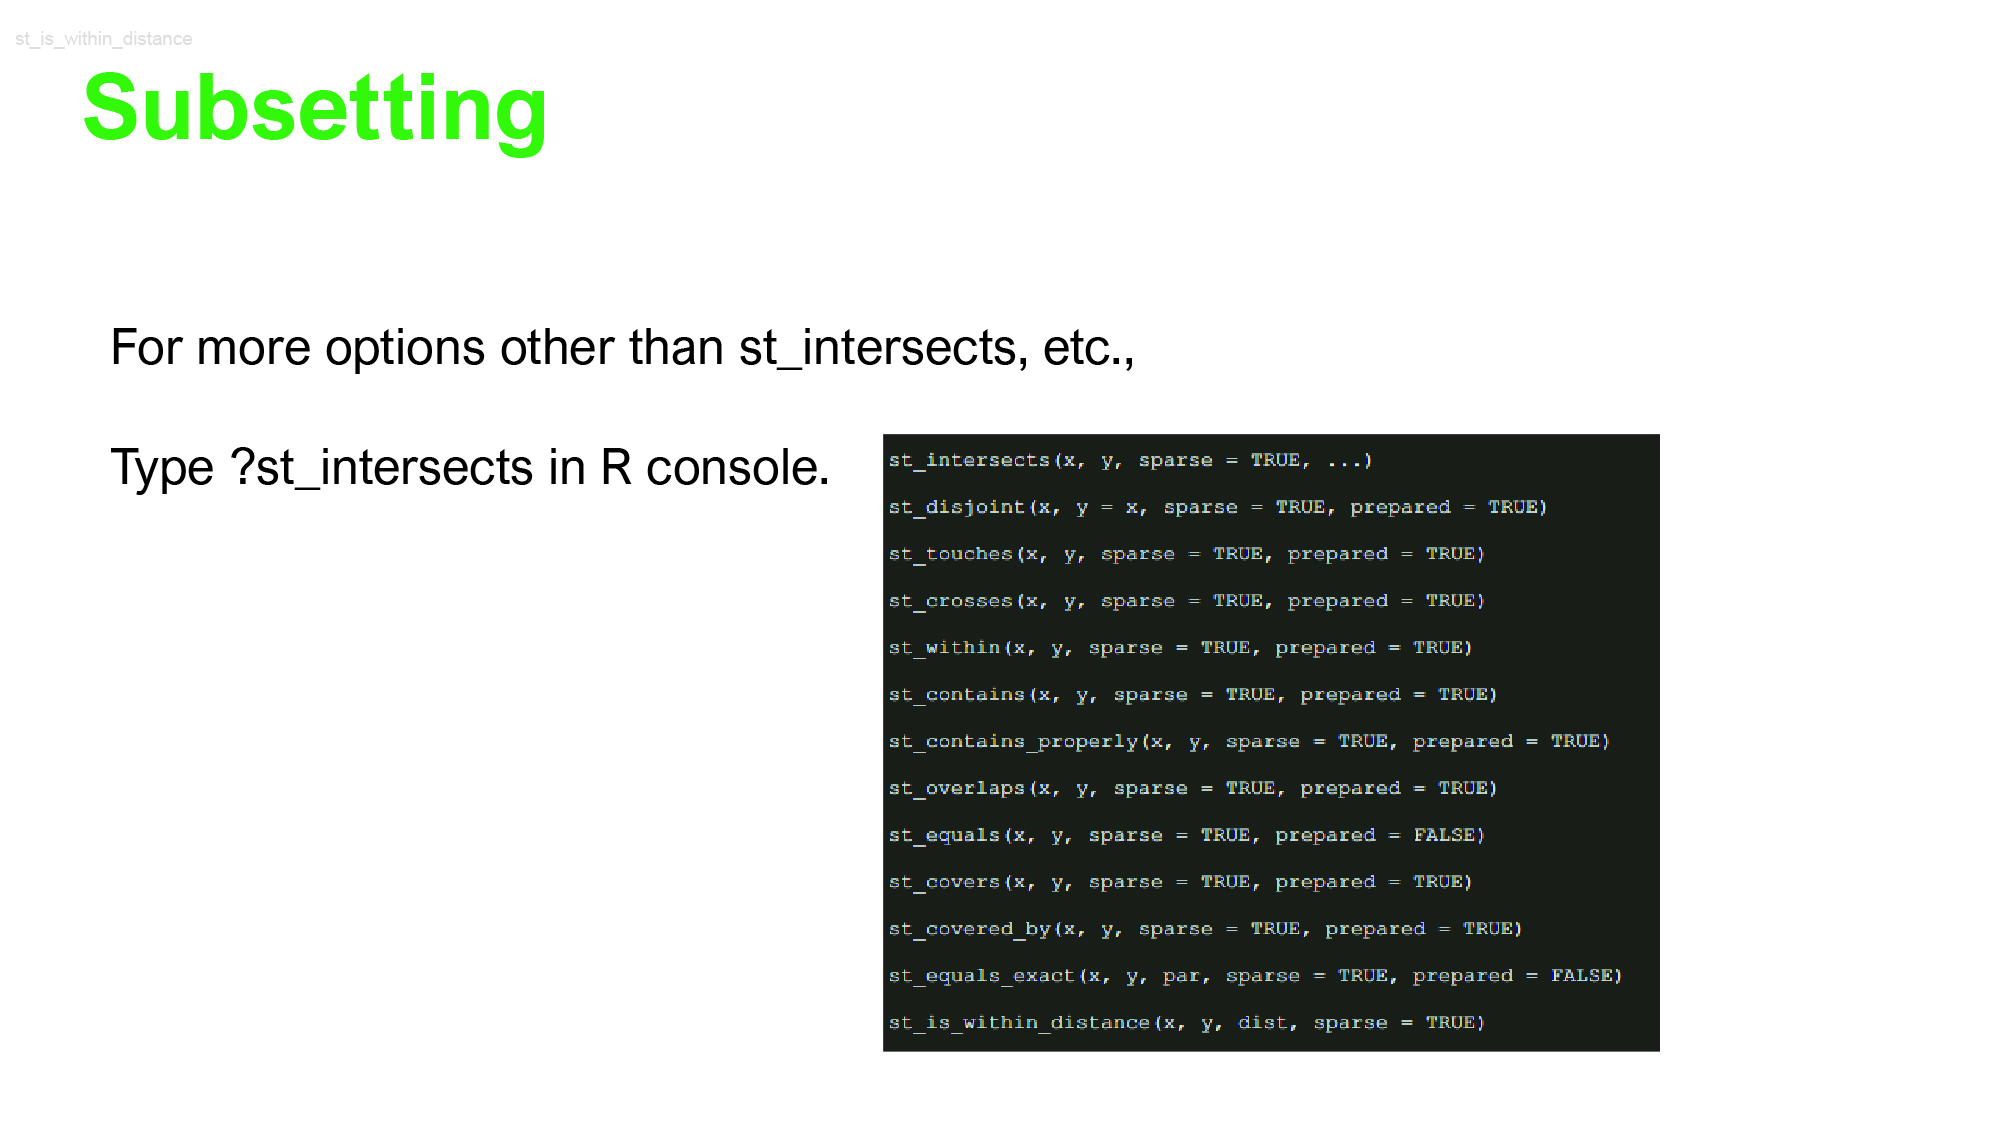 st_is_within_distance
Subsetting
For more options other than st_intersects, etc.,
Type ?st_intersects in R console.
st_intersects(x, y, sparse = TRUE, ...)
st_disjoint(x, y = x, sparse = TRUE, prepared = TRUE)
st_touches(x, y, sparse = TRUE, prepared = TRUE)
st_crosses(x, y, sparse = TRUE, prepared = TRUE)
st_within(x, y, sparse = TRUE, prepared = TRUE)
st_contains(x, y, sparse = TRUE, prepared = TRUE)
st_contains_properly(x, y, sparse = TRUE, prepared = TRUE)
st_overlaps(x, y, sparse = TRUE, prepared = TRUE)
st_equals(x, y, sparse = TRUE, prepared = FALSE)
st_covers(x, y, sparse = TRUE, prepared = TRUE)
st_covered_by(x, y, sparse = TRUE, prepared = TRUE)
st_equals_exact(x, y, par, sparse = TRUE, prepared = FALSE)
st_is_within_distance(x, y, dist, sparse = TRUE)